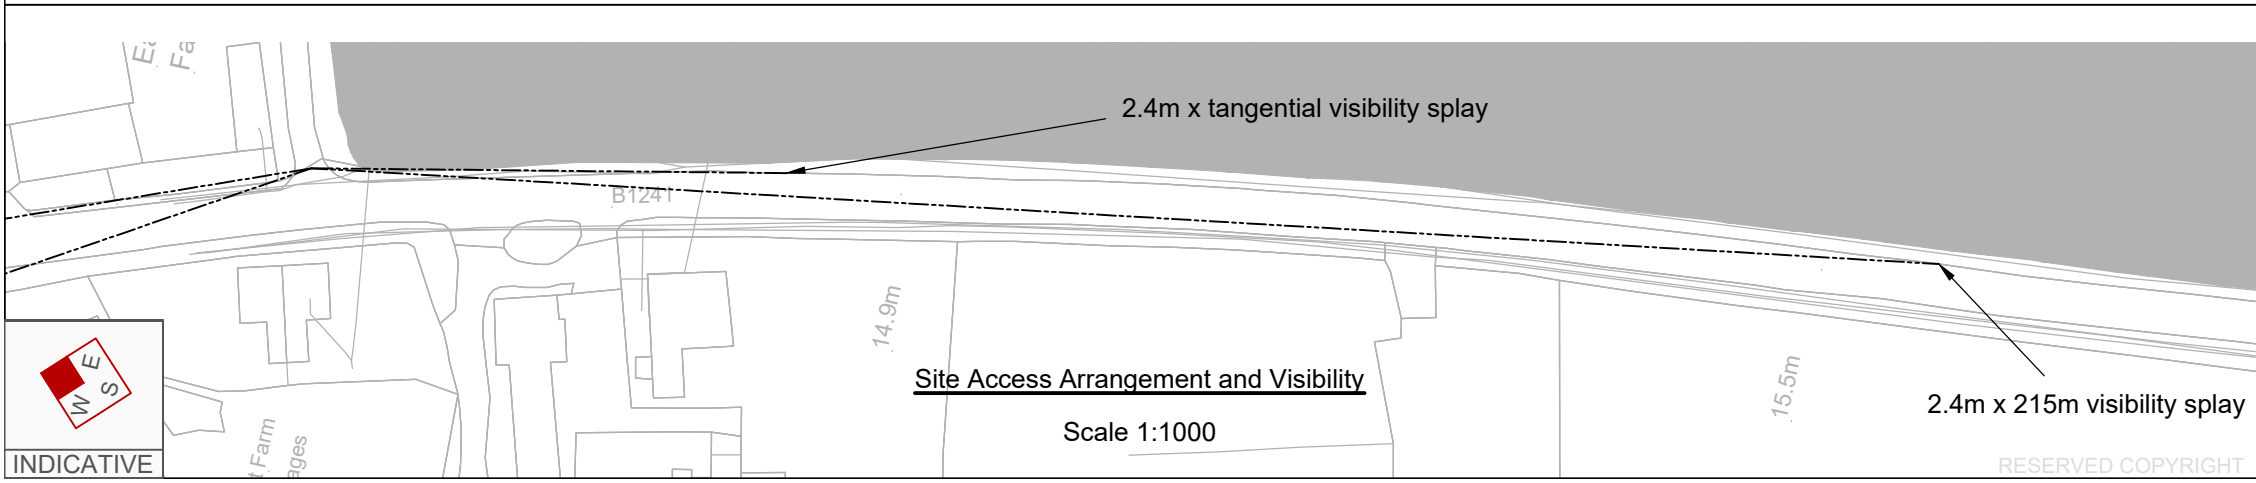 2.4m x tangential visibility splay
B1241
14.9m
Site Access Arrangement and Visibility
Scale 1:1000
15.5m
2.4m x 215m visibility splay
E
S
W
INDICATIVE
Farm
RESERVED COPYRIGHT